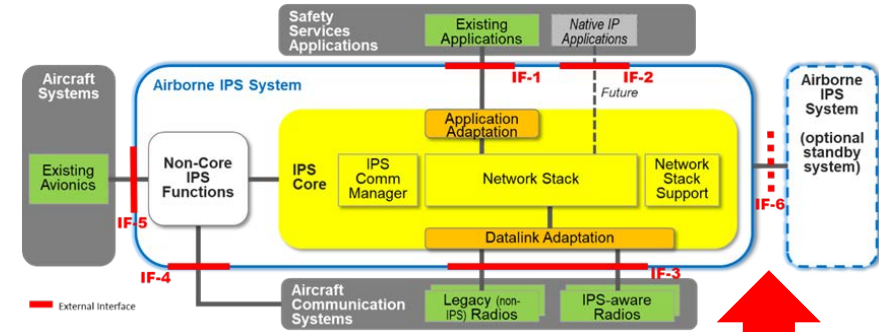 Safety
Services
Applications
Existing
Applications
Native IP
Applications
IF-1
IF-2
Future
Aircraft
Systems
Existing
Avionics
IF-5
Airborne IPS System
Non-Core
IPS
Functions
IPS
Core
Application
Adaptation
IPS
Comm
Manager
Network Stack
Network
Stack
Support
Datalink Adaptation
IF-4
IF-3
IF-6
Airborne
IPS
System
(optional
standby
system)
Aircraft
Communication
Systems
Legacy (non-
IPS) Radios
IPS-aware
Radios
External Interface